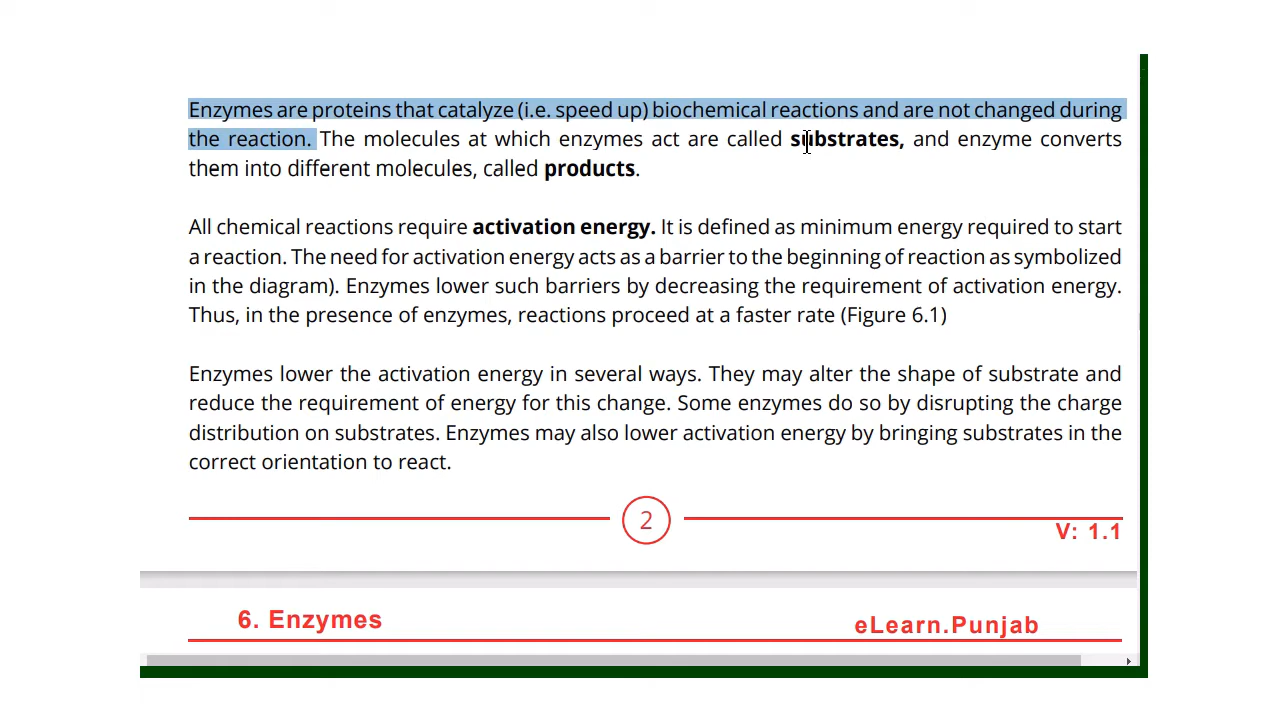 Enzymes are proteins that catalyze (i.e. speed up) biochemical reactions and are not changed during
the reaction. The molecules at which enzymes act are called substrates, and enzyme converts
them into different molecules, called products.
All chemical reactions require activation energy. It is defined as minimum energy required to start
a reaction. The need for activation energy acts as a barrier to the beginning of reaction as symbolized
in the diagram). Enzymes lower such barriers by decreasing the requirement of activation energy.
Thus, in the presence of enzymes, reactions proceed at a faster rate (Figure 6.1)
Enzymes lower the activation energy in several ways. They may alter the shape of substrate and
reduce the requirement of energy for this change. Some enzymes do so by disrupting the charge
distribution on substrates. Enzymes may also lower activation energy by bringing substrates in the
correct orientation to react.
2
V: 1.1
6. Enzymes
eLearn.Punjab